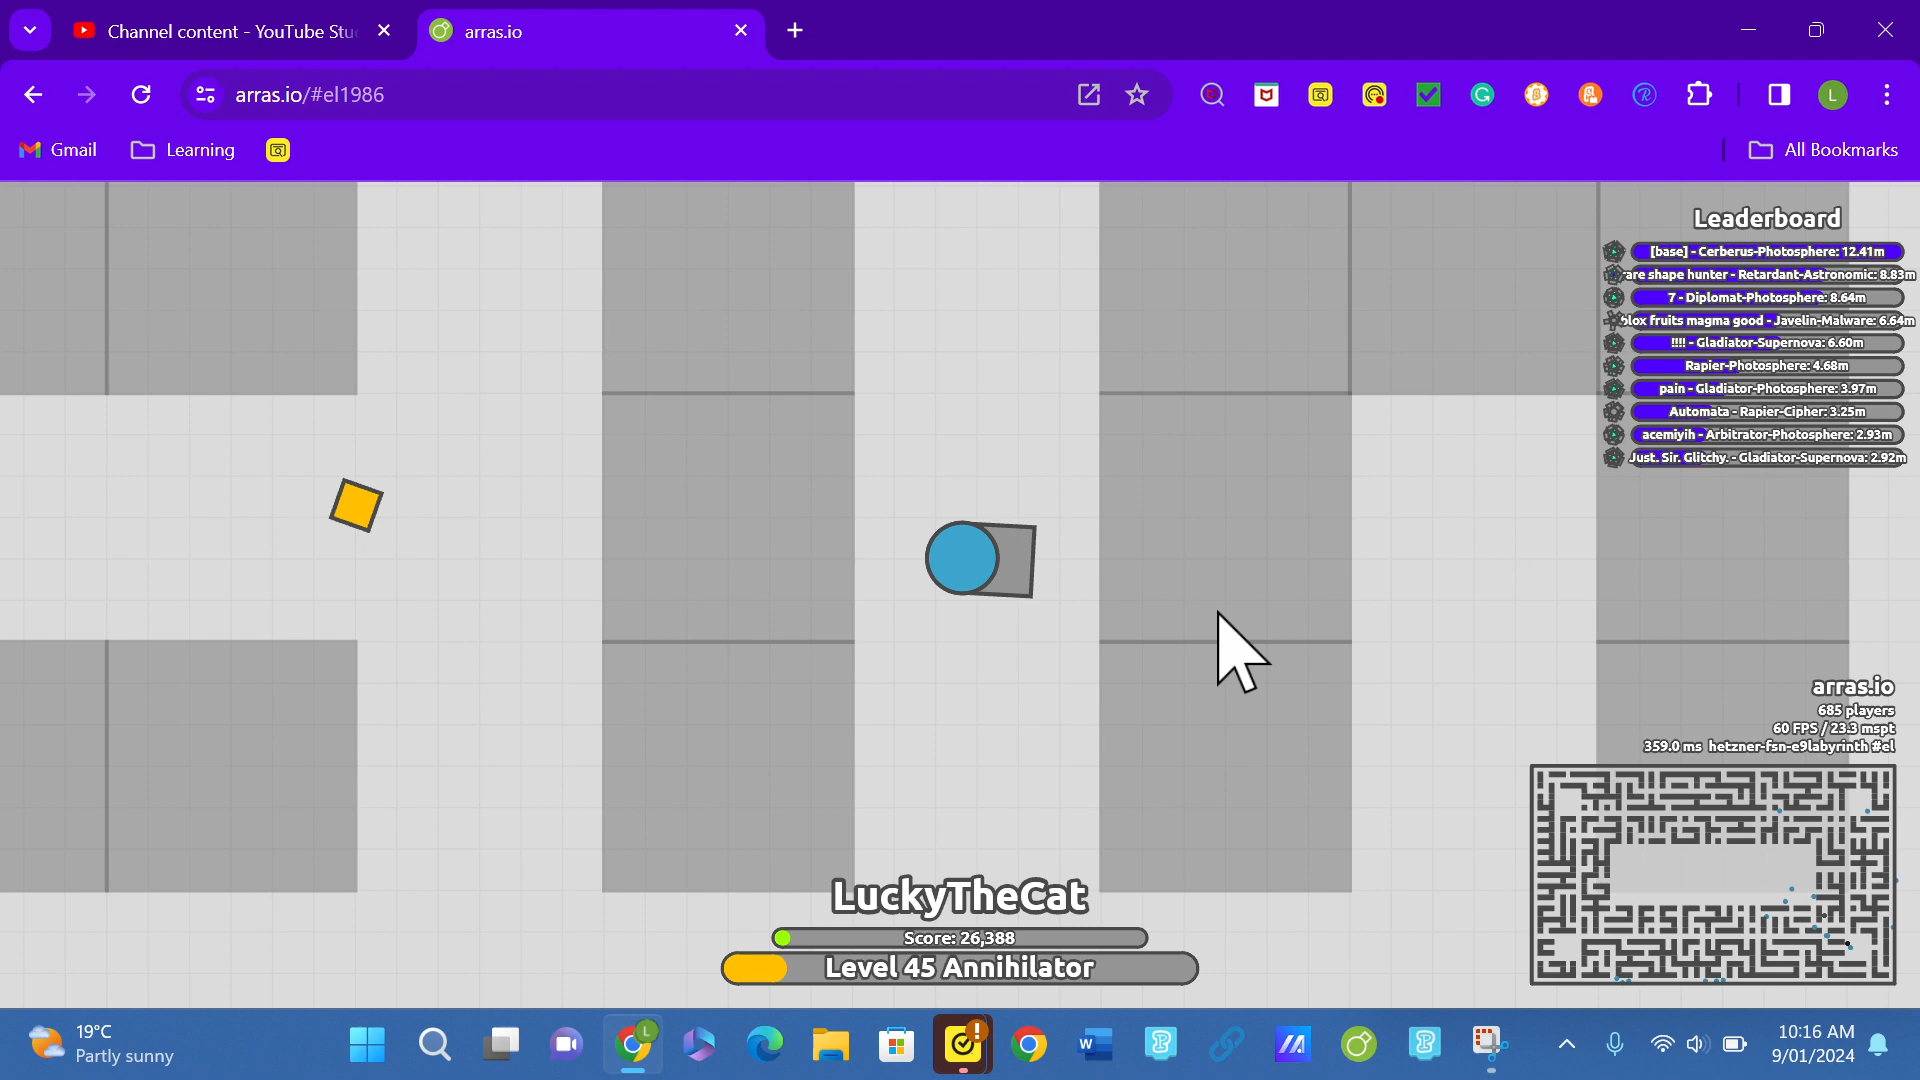 Channel content - YouTube Stu
arras.io
arras.io/#el1986
Gmail
Learning
All Bookmarks
Leaderboard
[base] - Cerberus-Photosphere: 12.41m
are shape hunter - Retardant-Astronomic: 8.83m
7 - Diplomat-Photosphere: 8.64m
blox fruits magma good - Javelin-Malware: 6.64m
!!!! - Gladiator-Supernova: 6.60m
Rapier-Photosphere: 4.68m
pain - Gladiator-Photosphere: 3.97m
Automata - Rapier-Cipher: 3.25m
acemiyih - Arbitrator-Photosphere: 2.93m
Just. Sir. Glitchy. - Gladiator-Supernova: 2.92m
arras.io
685 players
60 FPS / 23.3 mspt
359.0 ms hetzner-fsn-e9labyrinth #el
LuckyTheCat
Score: 26,388
Level 45 Annihilator
19°C
Partly sunny
10:16 AM
9/01/2024